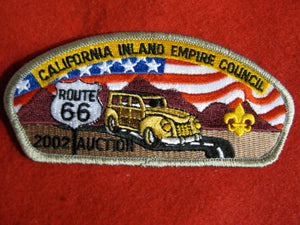 CALIFORNIA INLAND EMPIRE COUNCIL
ROUTE
66
2002 AUCTION